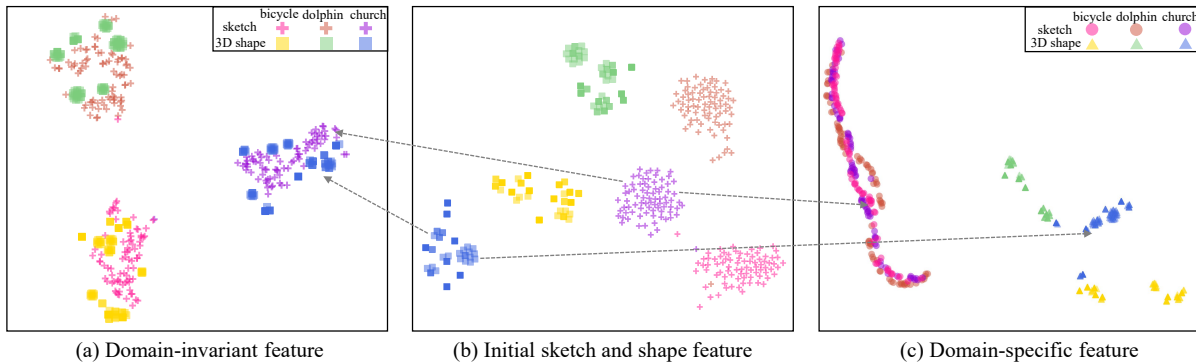 bicycle dolphin church
sketch
3D shape
bicycle dolphin church
sketch
3D shape
(a) Domain-invariant feature
(b) Initial sketch and shape feature
(c) Domain-specific feature